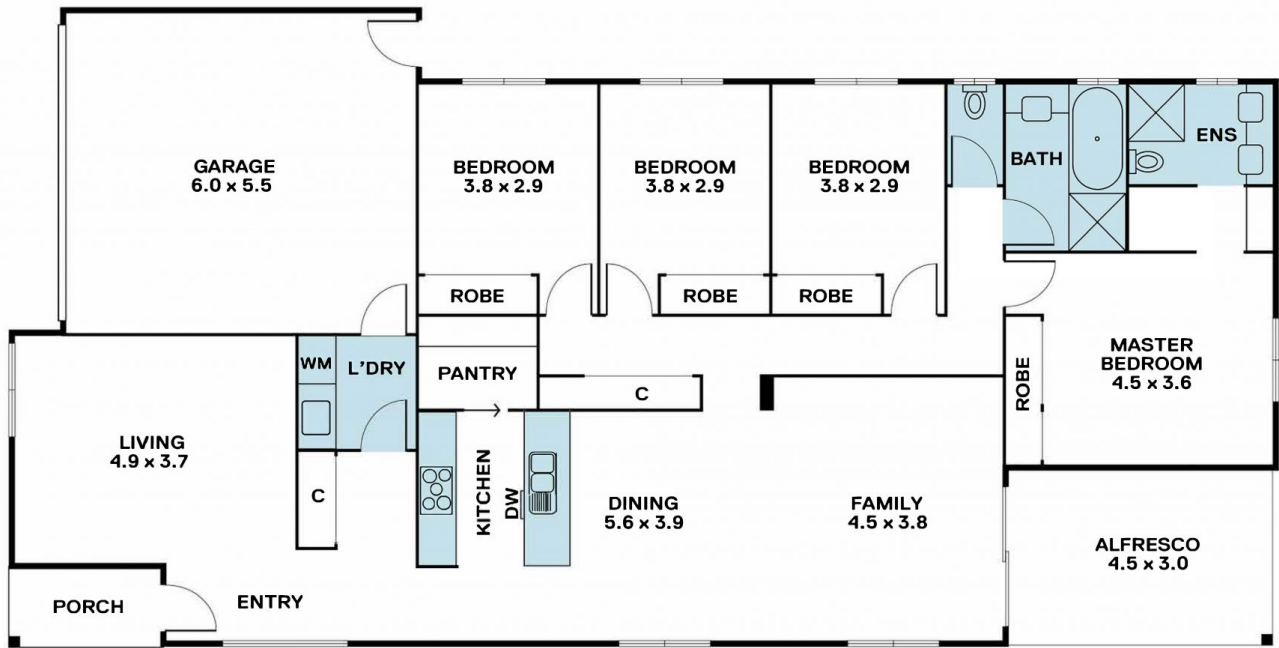 GARAGE
6.0 x 5.5
BEDROOM
3.8 x 2.9
BEDROOM
3.8 x 2.9
BEDROOM
3.8 x 2.9
BATH
ENS
ROBE
ROBE
ROBE
WM
L'DRY
PANTRY
C
MASTER
BEDROOM
4.5 x 3.6
ROBE
LIVING
4.9 x 3.7
C
KITCHEN
DW
DINING
5.6 x 3.9
FAMILY
4.5 x 3.8
ALFRESCO
4.5 x 3.0
PORCH
ENTRY